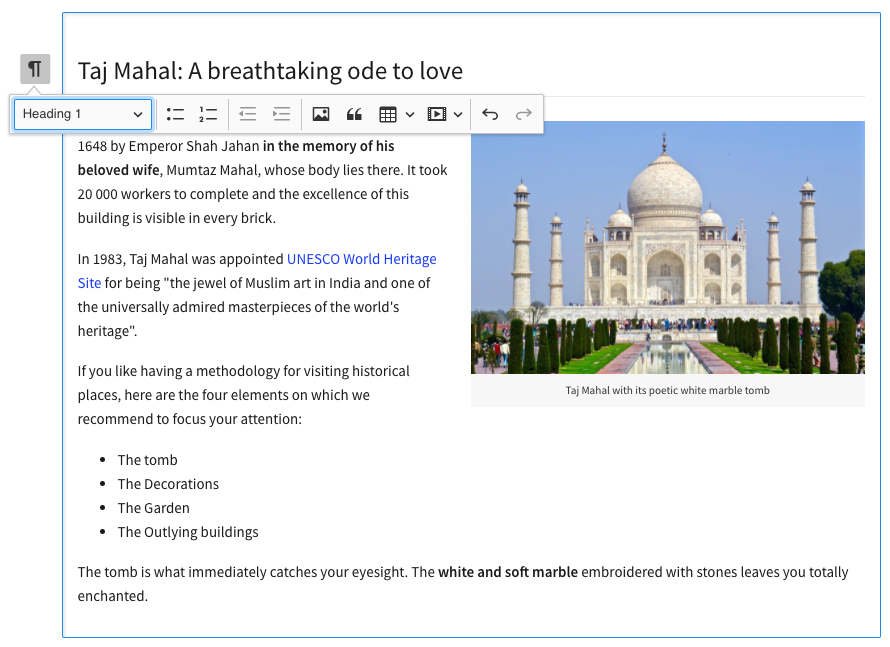 Taj Mahal: A breathtaking ode to love
¶
Heading 1
1648 by Emperor Shah Jahan in the memory of his
beloved wife, Mumtaz Mahal, whose body lies there. It took
20 000 workers to complete and the excellence of this
building is visible in every brick.
In 1983, Taj Mahal was appointed UNESCO World Heritage
Site for being "the jewel of Muslim art in India and one of
the universally admired masterpieces of the world's
heritage".
If you like having a methodology for visiting historical
places, here are the four elements on which we
recommend to focus your attention:
• The tomb
• The Decorations
• The Garden
• The Outlying buildings
Taj Mahal with its poetic white marble tomb
The tomb is what immediately catches your eyesight. The white and soft marble embroidered with stones leaves you totally
enchanted.